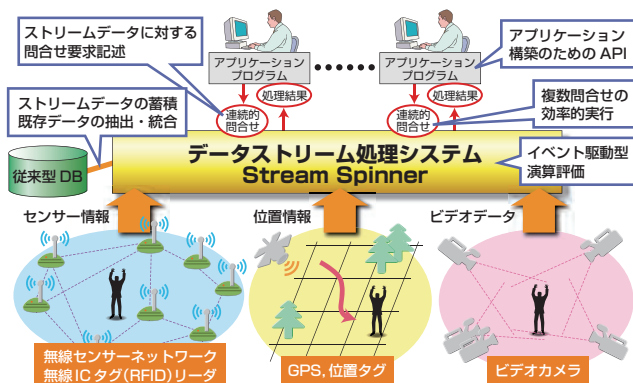 ストリームデータに対する
問合せ要求記述
アプリケーション
プログラム
アプリケーション
プログラム
アプリケーション
構築のための API
ストリームデータの蓄積
既存データの抽出・統合
連続的
問合せ
処理結果
連続的
問合せ
処理結果
複数問合せの
効率的実行
従来型 DB
データストリーム処理システム
Stream Spinner
イベント駆動型
演算評価
センサー情報
位置情報
ビデオデータ
無線センサーネットワーク
無線ICタグ(RFID)リーダ
GPS, 位置タグ
ビデオカメラ